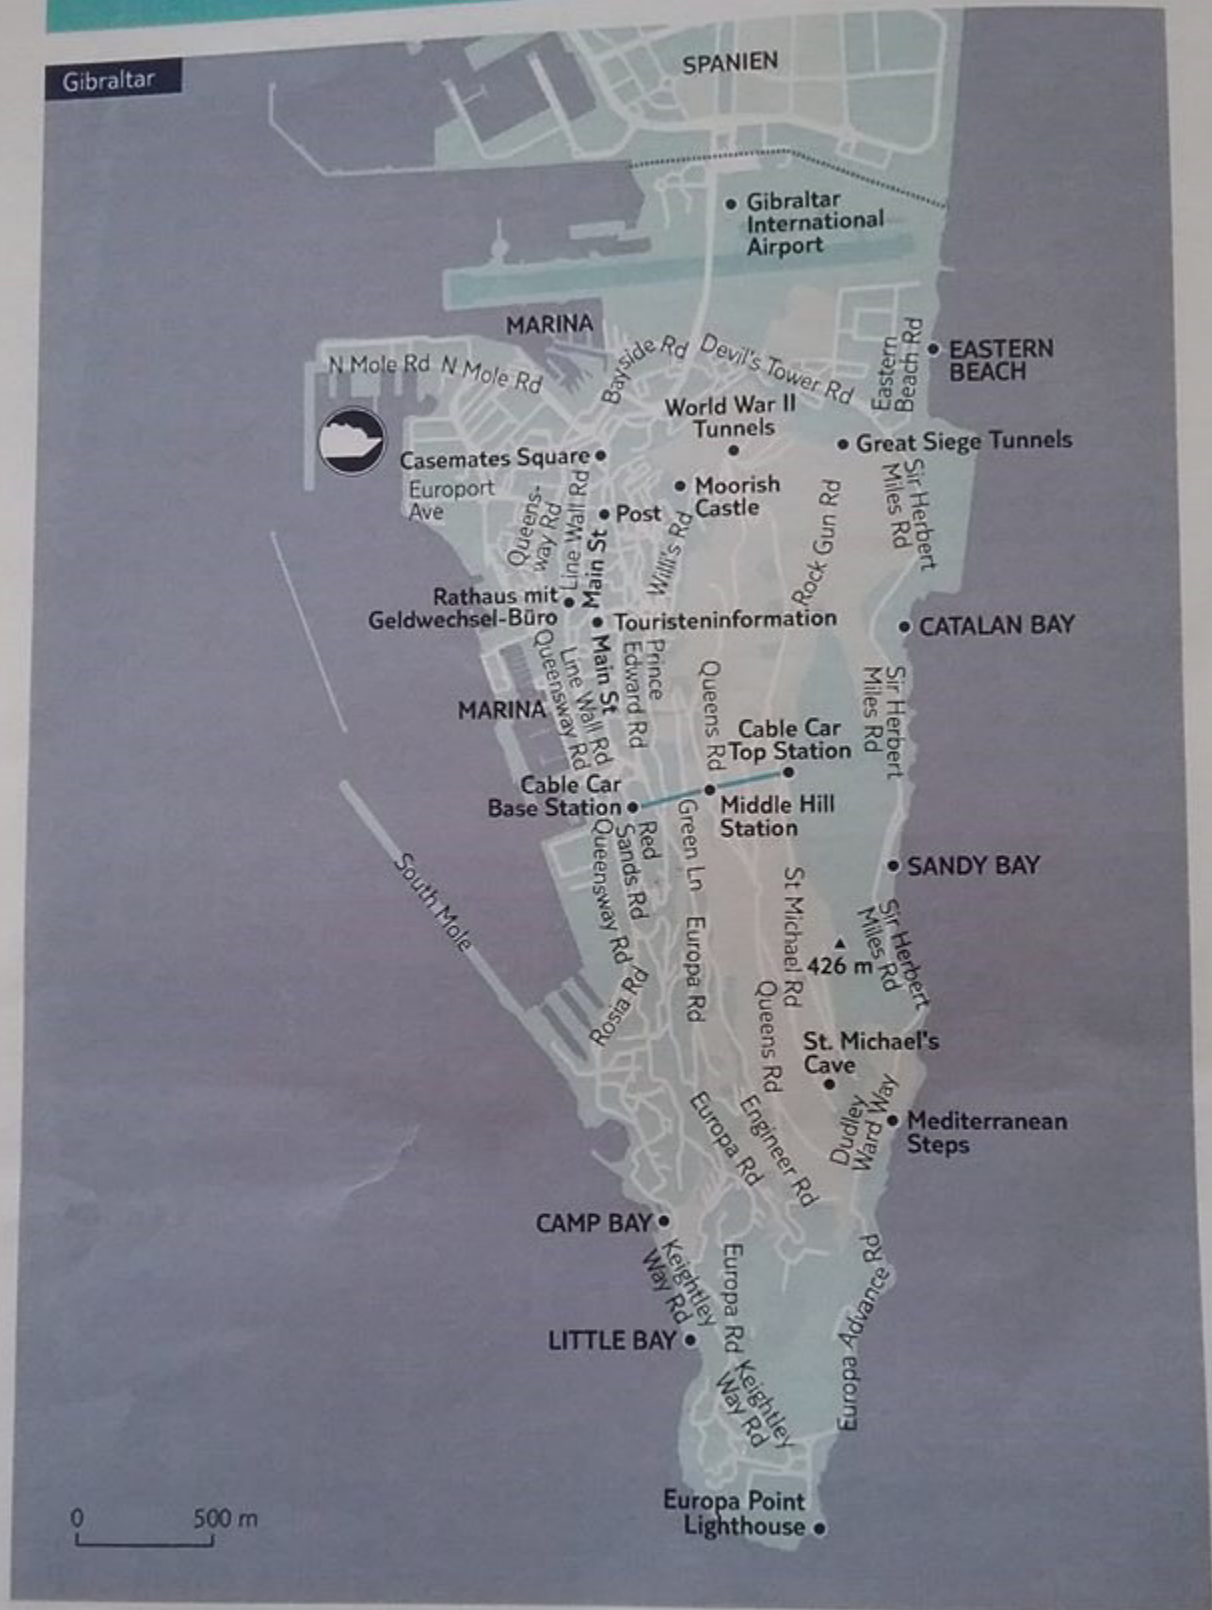 Gibraltar
SPANIEN
Gibraltar
International
Airport
MARINA
N Mole Rd
N Mole Rd
Bayside Rd
Devil's Tower Rd
Eastern
Beach Rd
EASTERN
BEACH
World War II
Tunnels
Great Siege Tunnels
Casemates Square
Europort
Ave
Moorish
Castle
Post
Queens-
way Rd
Line Wall Rd
Main St
Willi's Rd
Rock Gun Rd
Sir Herbert
Miles Rd
Rathaus mit
Geldwechsel-Büro
Touristeninformation
CATALAN BAY
Queensway Rd
Line Wall Rd
Main St
Prince
Edward Rd
Queens Rd
Sir Herbert
Miles Rd
MARINA
Cable Car
Top Station
Cable Car
Base Station
Middle Hill
Station
Red
Sands Rd
Queensway Rd
Green Ln
SANDY BAY
South Mole
Europa Rd
St Michael Rd
426 m
Sir Herbert
Miles Rd
Rosia Rd
Queens Rd
St. Michael's
Cave
Europa Rd
Engineer Rd
Dudley
Ward Way
Mediterranean
Steps
CAMP BAY
Keightley
Way Rd
Europa Rd
Europa Advance Rd
LITTLE BAY
Keightley
Way Rd
Europa Point
Lighthouse
0 500 m